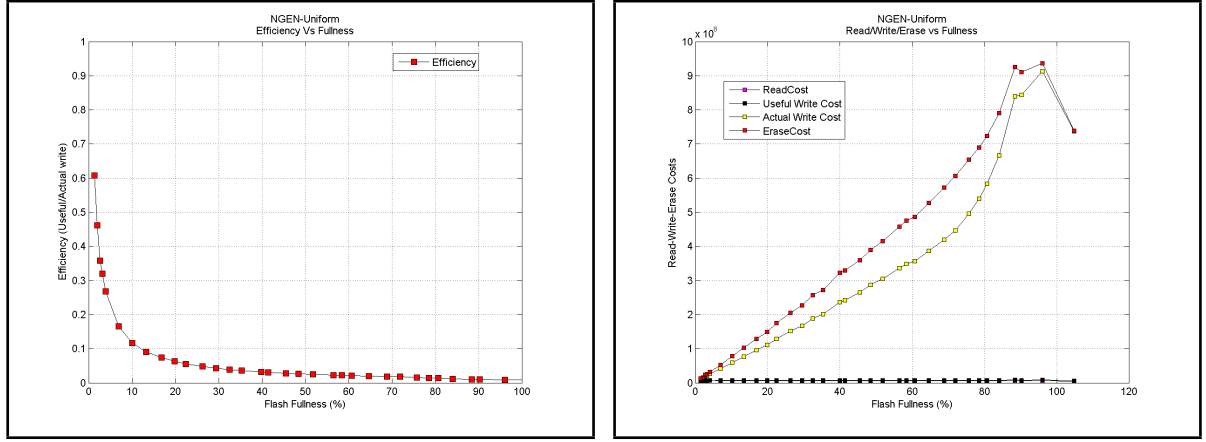 NGEN-Uniform
Efficiency Vs Fullness
Efficiency
Efficiency (Useful/Actual write)
1
0.9
0.8
0.7
0.6
0.5
0.4
0.3
0.2
0.1
0
0 10 20 30 40 50 60 70 80 90 100
Flash Fullness (%)
NGEN-Uniform
Read/Write/Erase vs Fullness
x 10⁸
ReadCost
Useful Write Cost
Actual Write Cost
EraseCost
Read-Write-Erase Costs
10
9
8
7
6
5
4
3
2
1
0
0 20 40 60 80 100 120
Flash Fullness (%)